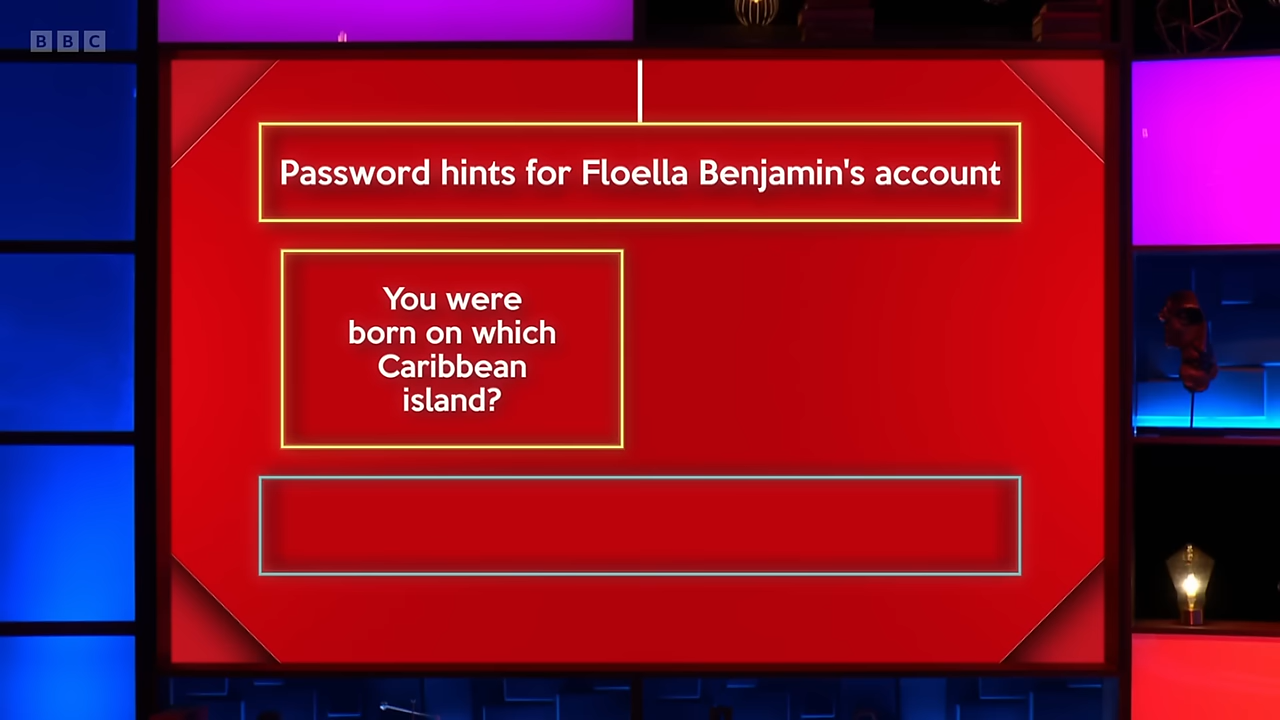 BBC
Password hints for Floella Benjamin's account
You were
born on which
Caribbean
island?